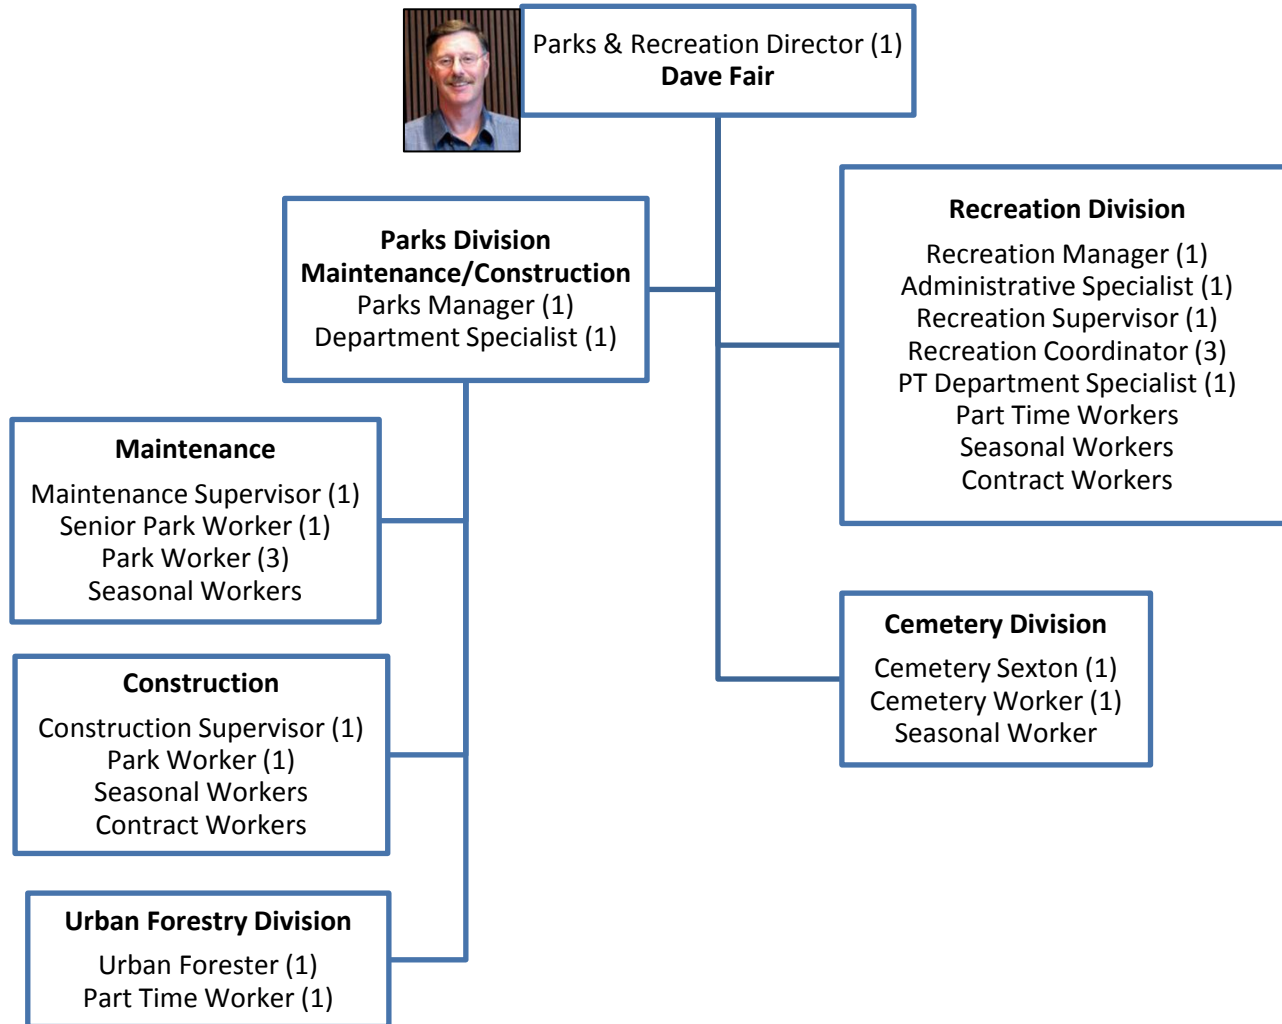 Parks & Recreation Director (1)
Dave Fair
Parks Division
Maintenance/Construction
Parks Manager (1)
Department Specialist (1)
Recreation Division
Recreation Manager (1)
Administrative Specialist (1)
Recreation Supervisor (1)
Recreation Coordinator (3)
PT Department Specialist (1)
Part Time Workers
Seasonal Workers
Contract Workers
Maintenance
Maintenance Supervisor (1)
Senior Park Worker (1)
Park Worker (3)
Seasonal Workers
Cemetery Division
Cemetery Sexton (1)
Cemetery Worker (1)
Seasonal Worker
Construction
Construction Supervisor (1)
Park Worker (1)
Seasonal Workers
Contract Workers
Urban Forestry Division
Urban Forester (1)
Part Time Worker (1)